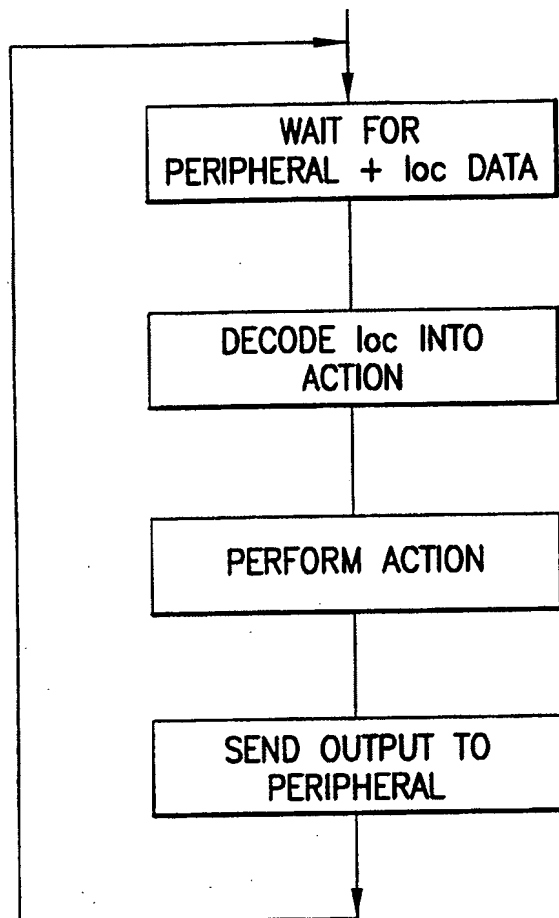 WAIT FOR
PERIPHERAL + loc DATA
DECODE loc INTO
ACTION
PERFORM ACTION
SEND OUTPUT TO
PERIPHERAL